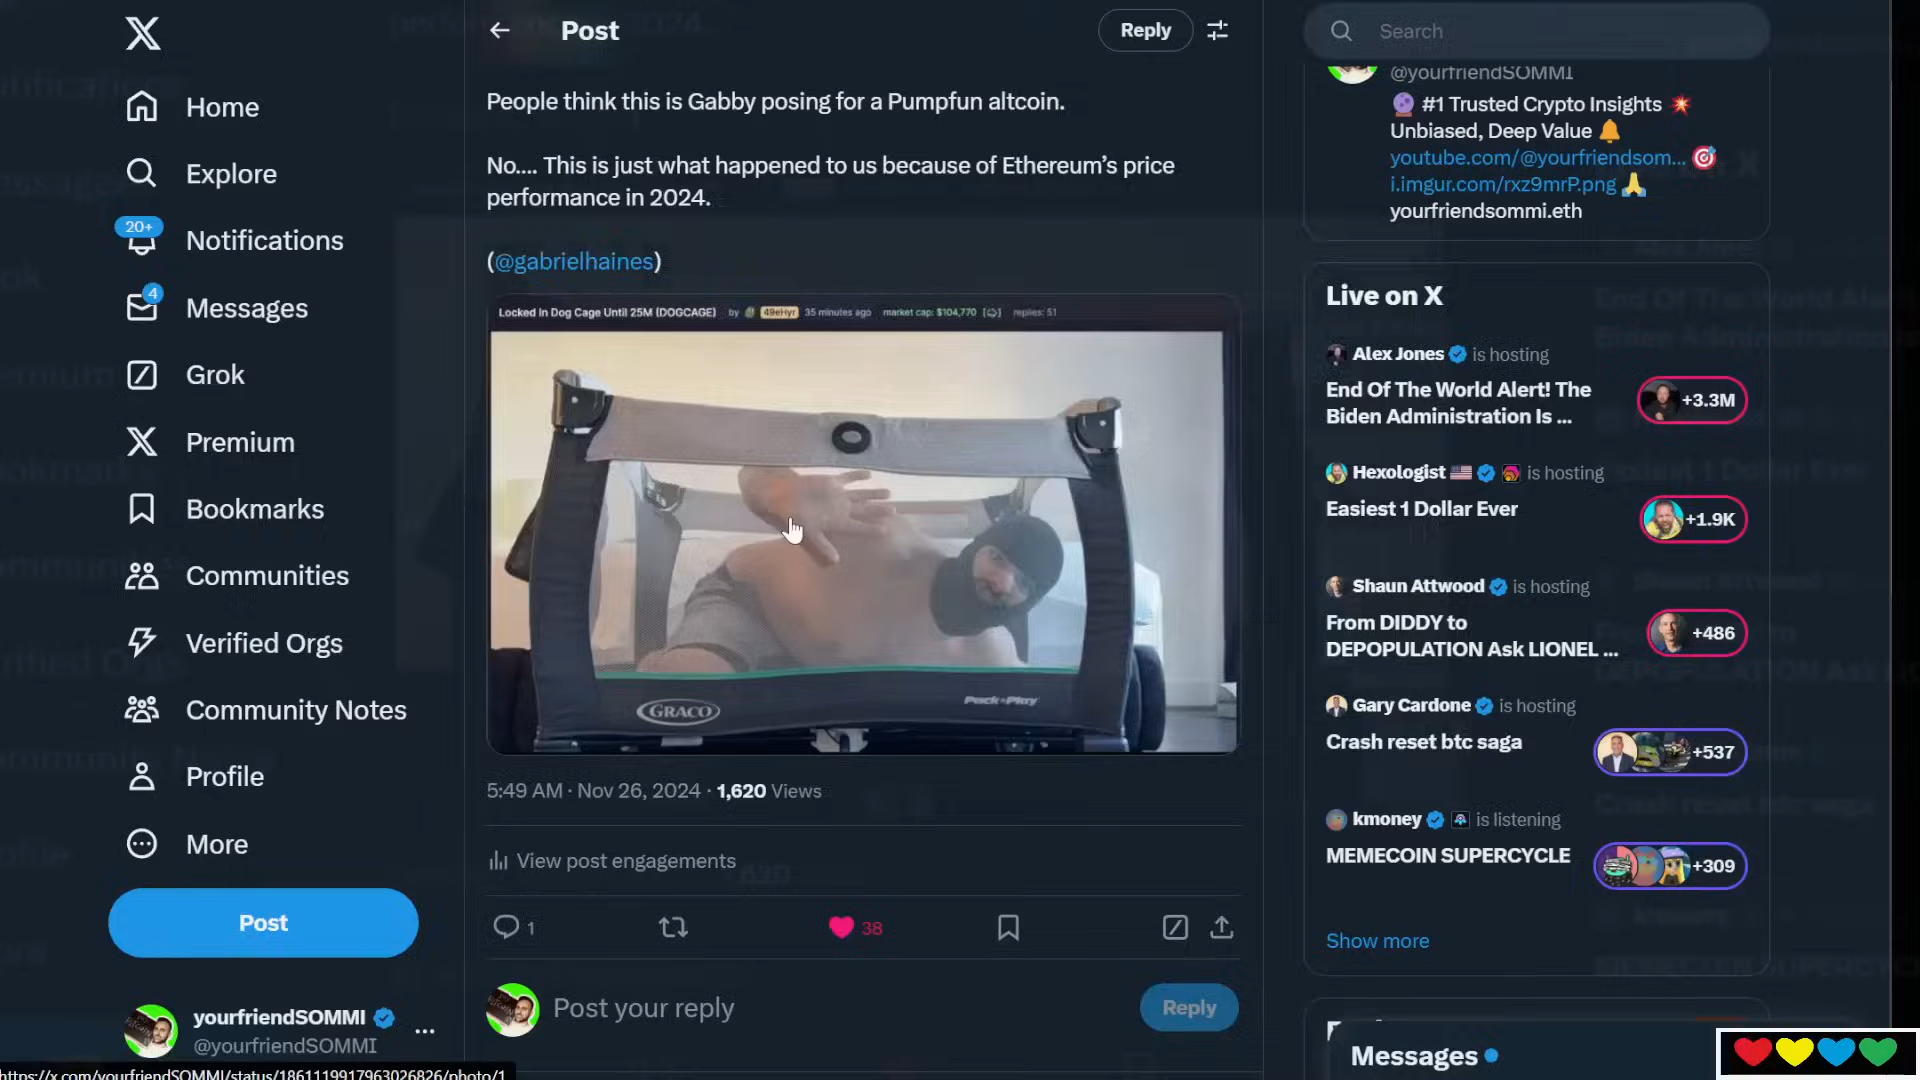 Home
Explore
20+
Notifications
4
Messages
Grok
Premium
Bookmarks
Communities
Verified Orgs
Community Notes
Profile
More
Post
yourfriendSOMMI
@yourfriendSOMMI
https://x.com/yourfriendSOMMI/status/1861119917963026826/photo/1
Post
Reply
People think this is Gabby posing for a Pumpfun altcoin.
No.... This is just what happened to us because of Ethereum’s price
performance in 2024.
(@gabrielhaines)
Locked In Dog Cage Until 25M (DOGCAGE) by 49eHyr 35 minutes ago market cap: $104,770 replies: 51
GRACO
Pack n Play
5:49 AM · Nov 26, 2024 · 1,620 Views
View post engagements
1
38
Post your reply
Reply
Search
@yourfriendSOMMI
#1 Trusted Crypto Insights
Unbiased, Deep Value
youtube.com/@yourfriendsom...
i.imgur.com/rxz9mrP.png
yourfriendsommi.eth
Live on X
Alex Jones is hosting
End Of The World Alert! The
Biden Administration Is ...
+3.3M
Hexologist is hosting
Easiest 1 Dollar Ever
+1.9K
Shaun Attwood is hosting
From DIDDY to
DEPOPULATION Ask LIONEL ...
+486
Gary Cardone is hosting
Crash reset btc saga
+537
kmoney is listening
MEMECOIN SUPERCYCLE
+309
Show more
Messages